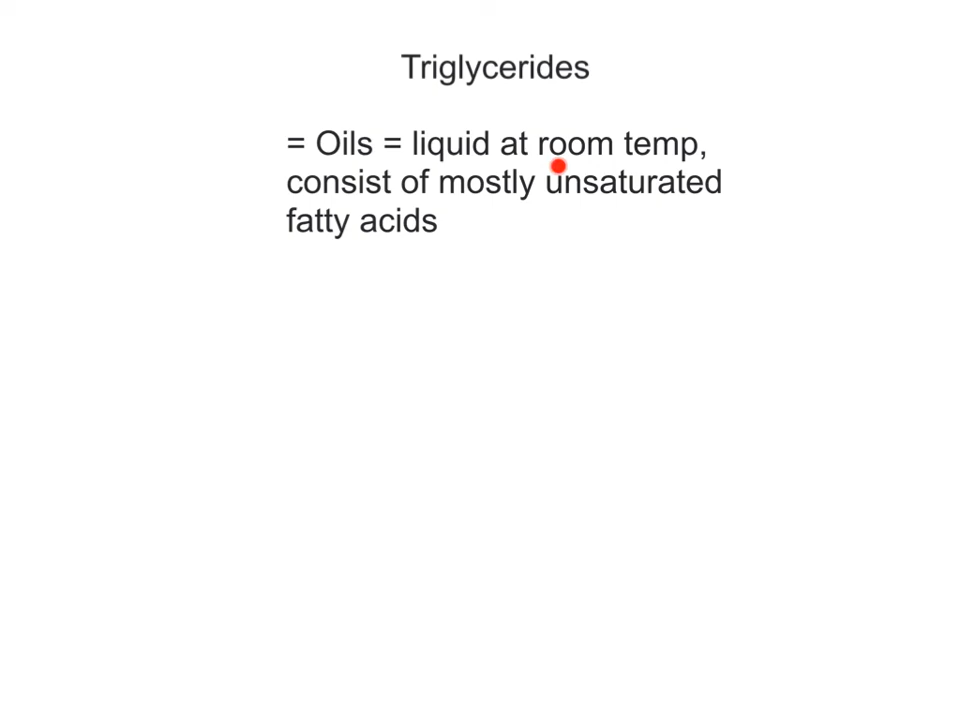 Triglycerides
= Oils = liquid at room temp,
consist of mostly unsaturated
fatty acids